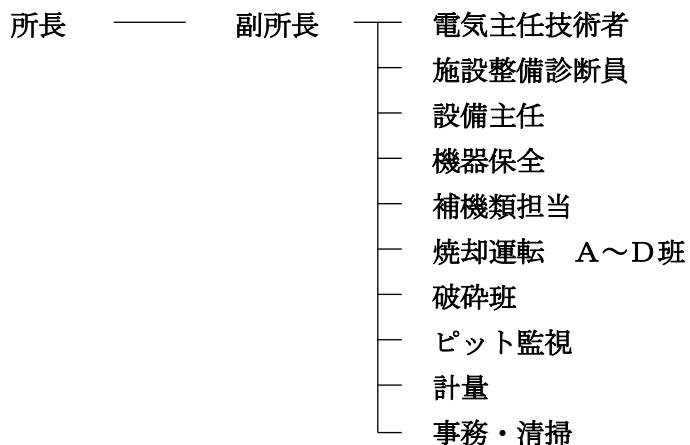 所長 副所長 電気主任技術者
施設整備診断員
設備主任
機器保全
補機類担当
焼却運転　Ａ～Ｄ班
破砕班
ピット監視
計量
事務・清掃